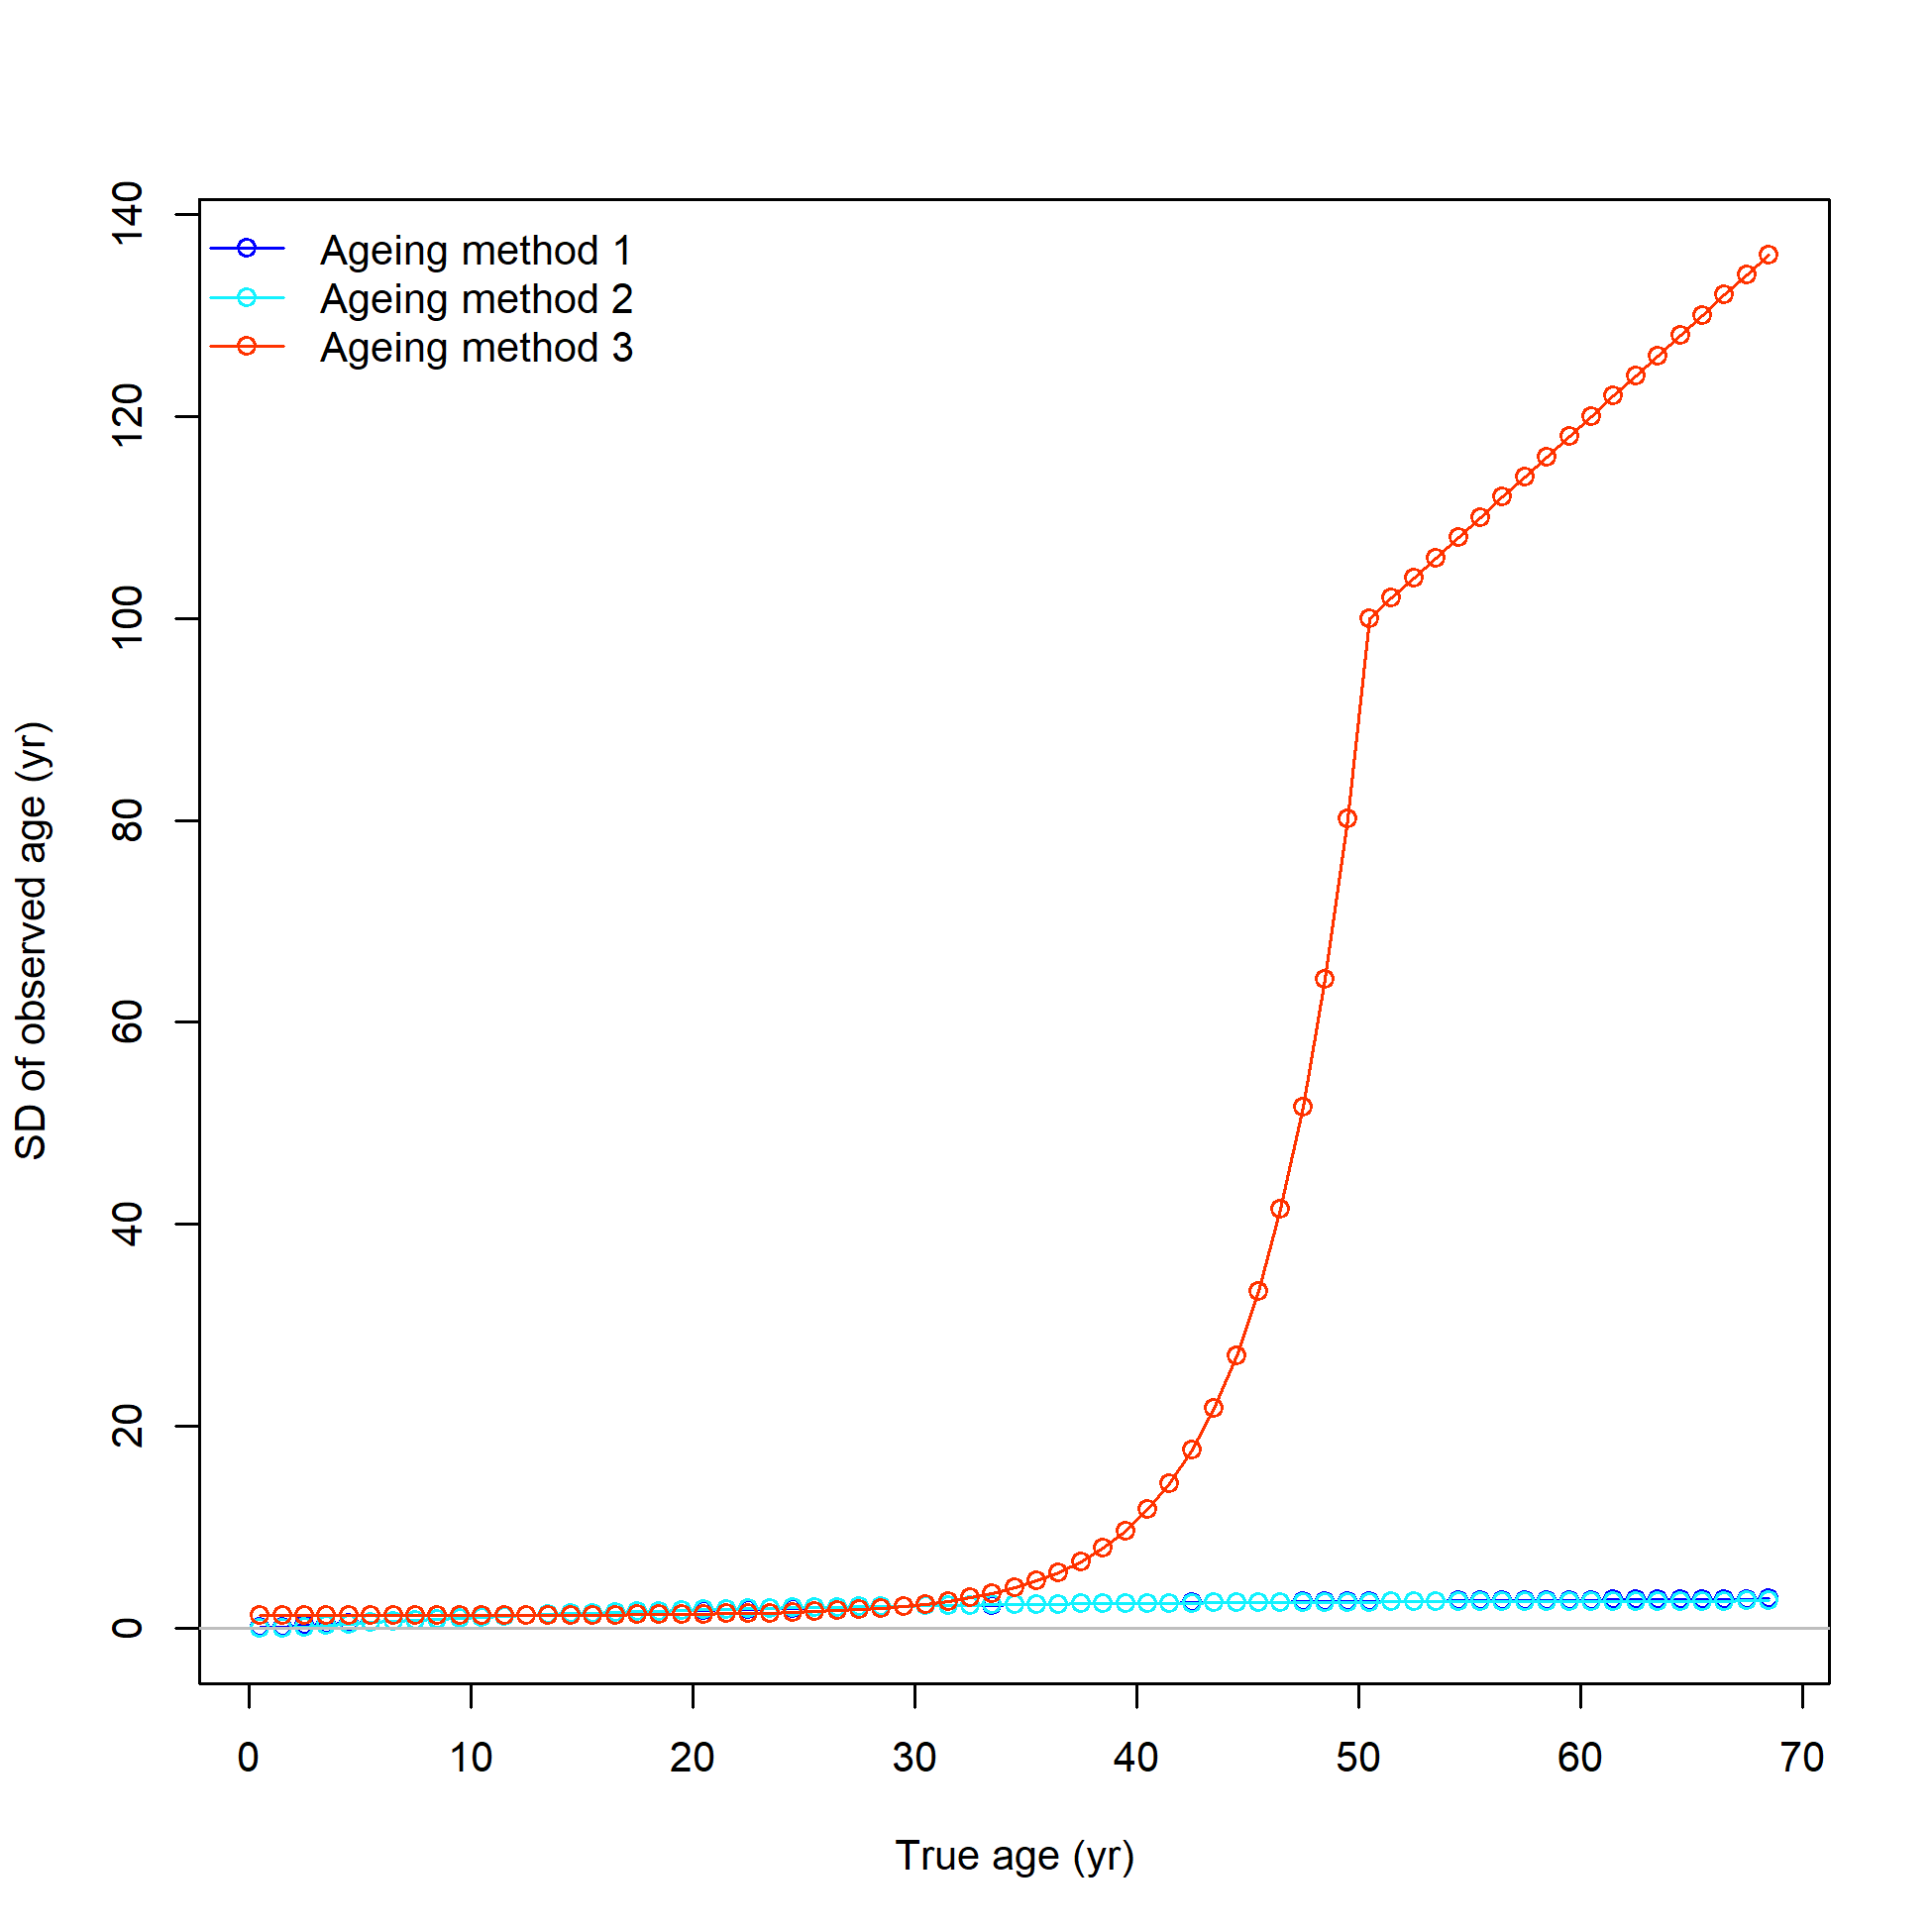 Ageing method 1
Ageing method 2
Ageing method 3
SD of observed age (yr)
140
120
100
80
60
40
20
0
0 10 20 30 40 50 60 70
True age (yr)